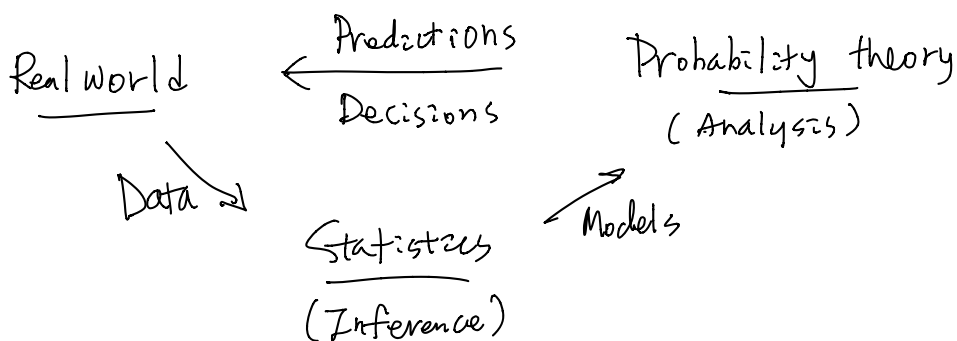 Predictions
Real world
Probability theory
Decisions
(Analysis)
Data
Models
Statistics
(Inference)